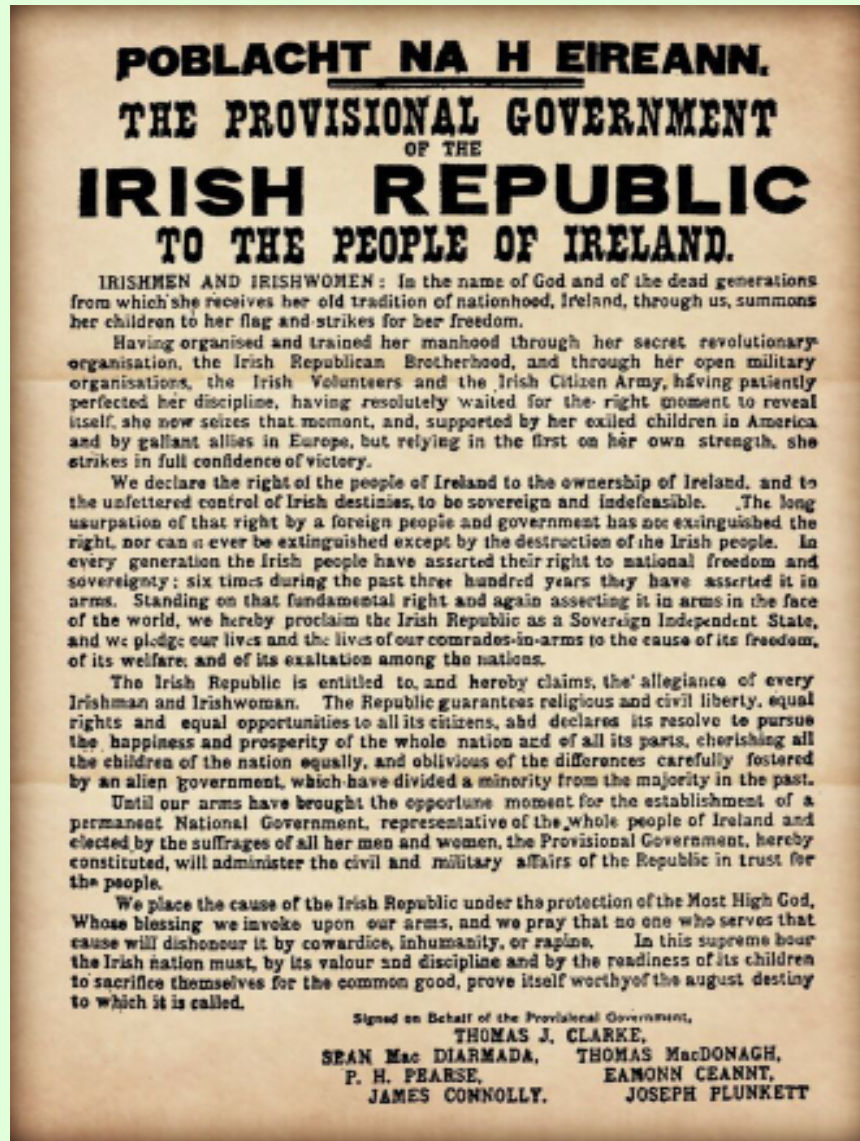 POBLACHT NA H EIREANN.
THE PROVISIONAL GOVERNMENT
OF THE
IRISH REPUBLIC
TO THE PEOPLE OF IRELAND.
IRISHMEN AND IRISHWOMEN : In the name of God and of the dead generations
from which she receives her old tradition of nationhood, Ireland, through us, summons
her children to her flag and strikes for her freedom.
Having organised and trained her manhood through her secret revolutionary
organisation, the Irish Republican Brotherhood, and through her open military
organisations, the Irish Volunteers and the Irish Citizen Army, having patiently
perfected her discipline, having resolutely waited for the right moment to reveal
itself, she now seizes that moment, and, supported by her exiled children in America
and by gallant allies in Europe, but relying in the first on her own strength, she
strikes in full confidence of victory.
We declare the right of the people of Ireland to the ownership of Ireland, and to
the unfettered control of Irish destinies, to be sovereign and indefeasible. The long
usurpation of that right by a foreign people and government has not extinguished the
right, nor can it ever be extinguished except by the destruction of the Irish people. In
every generation the Irish people have asserted their right to national freedom and
sovereignty ; six times during the past three hundred years they have asserted it in
arms. Standing on that fundamental right and again asserting it in arms in the face
of the world, we hereby proclaim the Irish Republic as a Sovereign Independent State,
and we pledge our lives and the lives of our comrades-in-arms to the cause of its freedom,
of its welfare, and of its exaltation among the nations.
The Irish Republic is entitled to, and hereby claims, the allegiance of every
Irishman and Irishwoman. The Republic guarantees religious and civil liberty, equal
rights and equal opportunities to all its citizens, and declares its resolve to pursue
the happiness and prosperity of the whole nation and of all its parts, cherishing all
the children of the nation equally, and oblivious of the differences carefully fostered
by an alien government, which have divided a minority from the majority in the past.
Until our arms have brought the opportune moment for the establishment of a
permanent National Government, representative of the whole people of Ireland and
elected by the suffrages of all her men and women, the Provisional Government, hereby
constituted, will administer the civil and military affairs of the Republic in trust for
the people.
We place the cause of the Irish Republic under the protection of the Most High God,
Whose blessing we invoke upon our arms, and we pray that no one who serves that
cause will dishonour it by cowardice, inhumanity, or rapine. In this supreme hour
the Irish nation must, by its valour and discipline and by the readiness of its children
to sacrifice themselves for the common good, prove itself worthy of the august destiny
to which it is called.
Signed on Behalf of the Provisional Government,
THOMAS J. CLARKE,
SEAN Mac DIARMADA, THOMAS MacDONAGH,
P. H. PEARSE, EAMONN CEANNT,
JAMES CONNOLLY. JOSEPH PLUNKETT